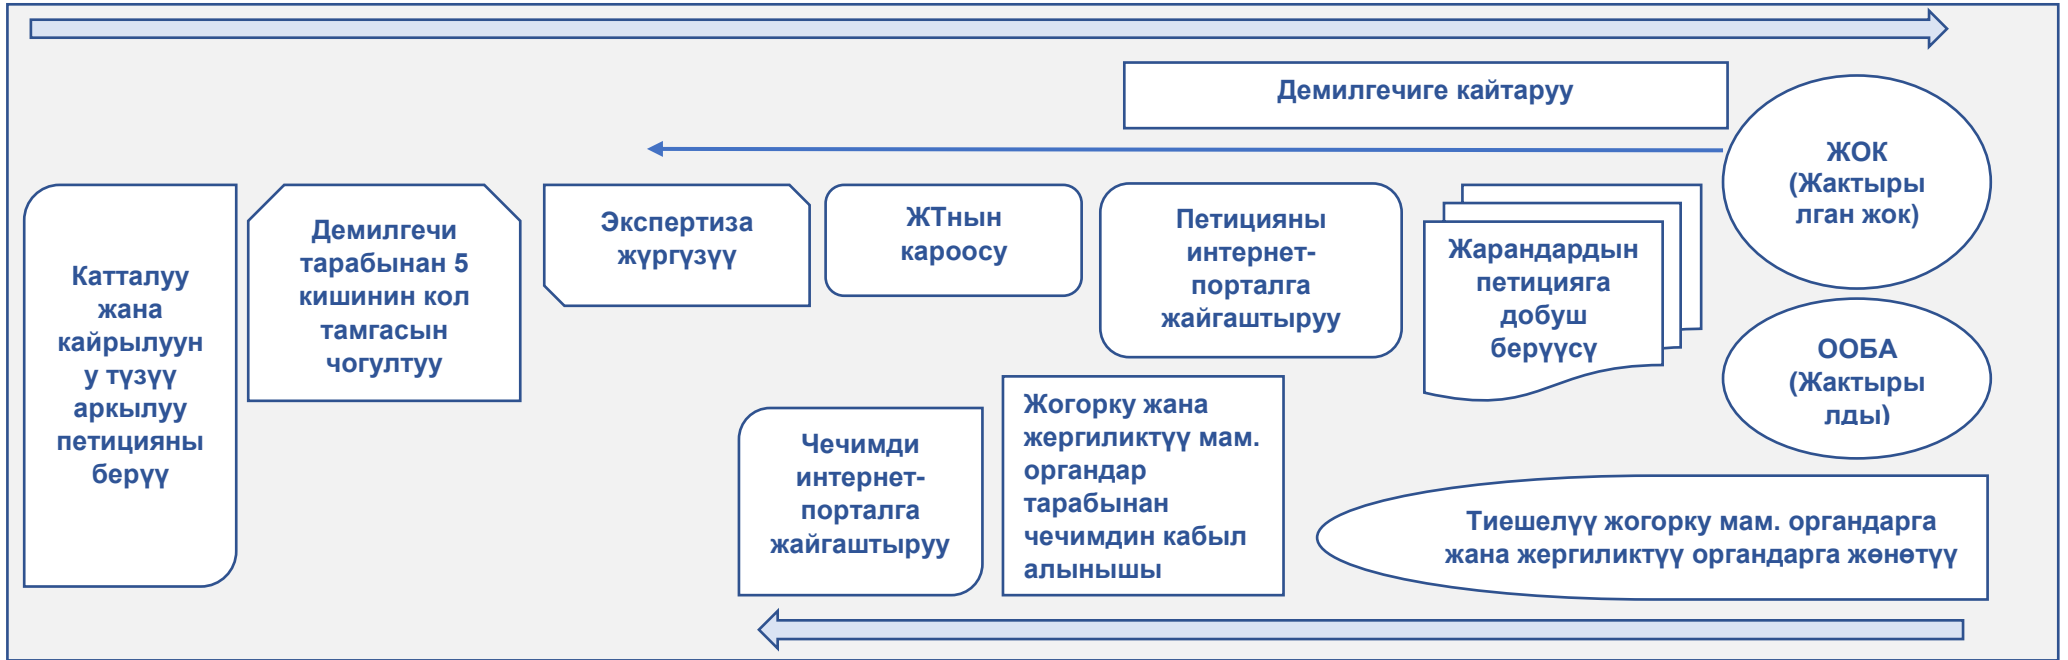 Демилгечиге кайтаруу
ЖОК
(Жактыры
лган жок)
Катталуу
жана
кайрылуун
у түзүү
аркылуу
петицияны
берүү
Демилгечи
тарабынан 5
кишинин кол
тамгасын
чогултуу
Экспертиза
жүргүзүү
ЖТнын
кароосу
Петицияны
интернет-
порталга
жайгаштыруу
Жарандардын
петицияга
добуш
берүүсү
ООБА
(Жактыры
лды)
Тиешелүү жогорку мам. органдарга
жана жергиликтүү органдарга жөнөтүү
Жогорку жана
жергиликтүү мам.
органдар
тарабынан
чечимдин кабыл
алынышы
Чечимди
интернет-
порталга
жайгаштыруу